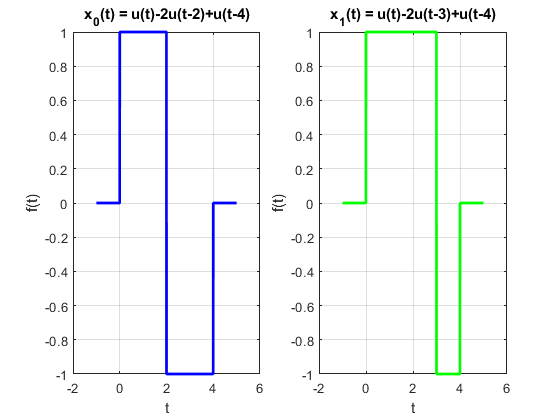 x0(t) = u(t)-2u(t-2)+u(t-4)
1
0.8
0.6
0.4
0.2
0
-0.2
-0.4
-0.6
-0.8
-1
f(t)
-2 0 2 4 6
t
x1(t) = u(t)-2u(t-3)+u(t-4)
1
0.8
0.6
0.4
0.2
0
-0.2
-0.4
-0.6
-0.8
-1
f(t)
-2 0 2 4 6
t